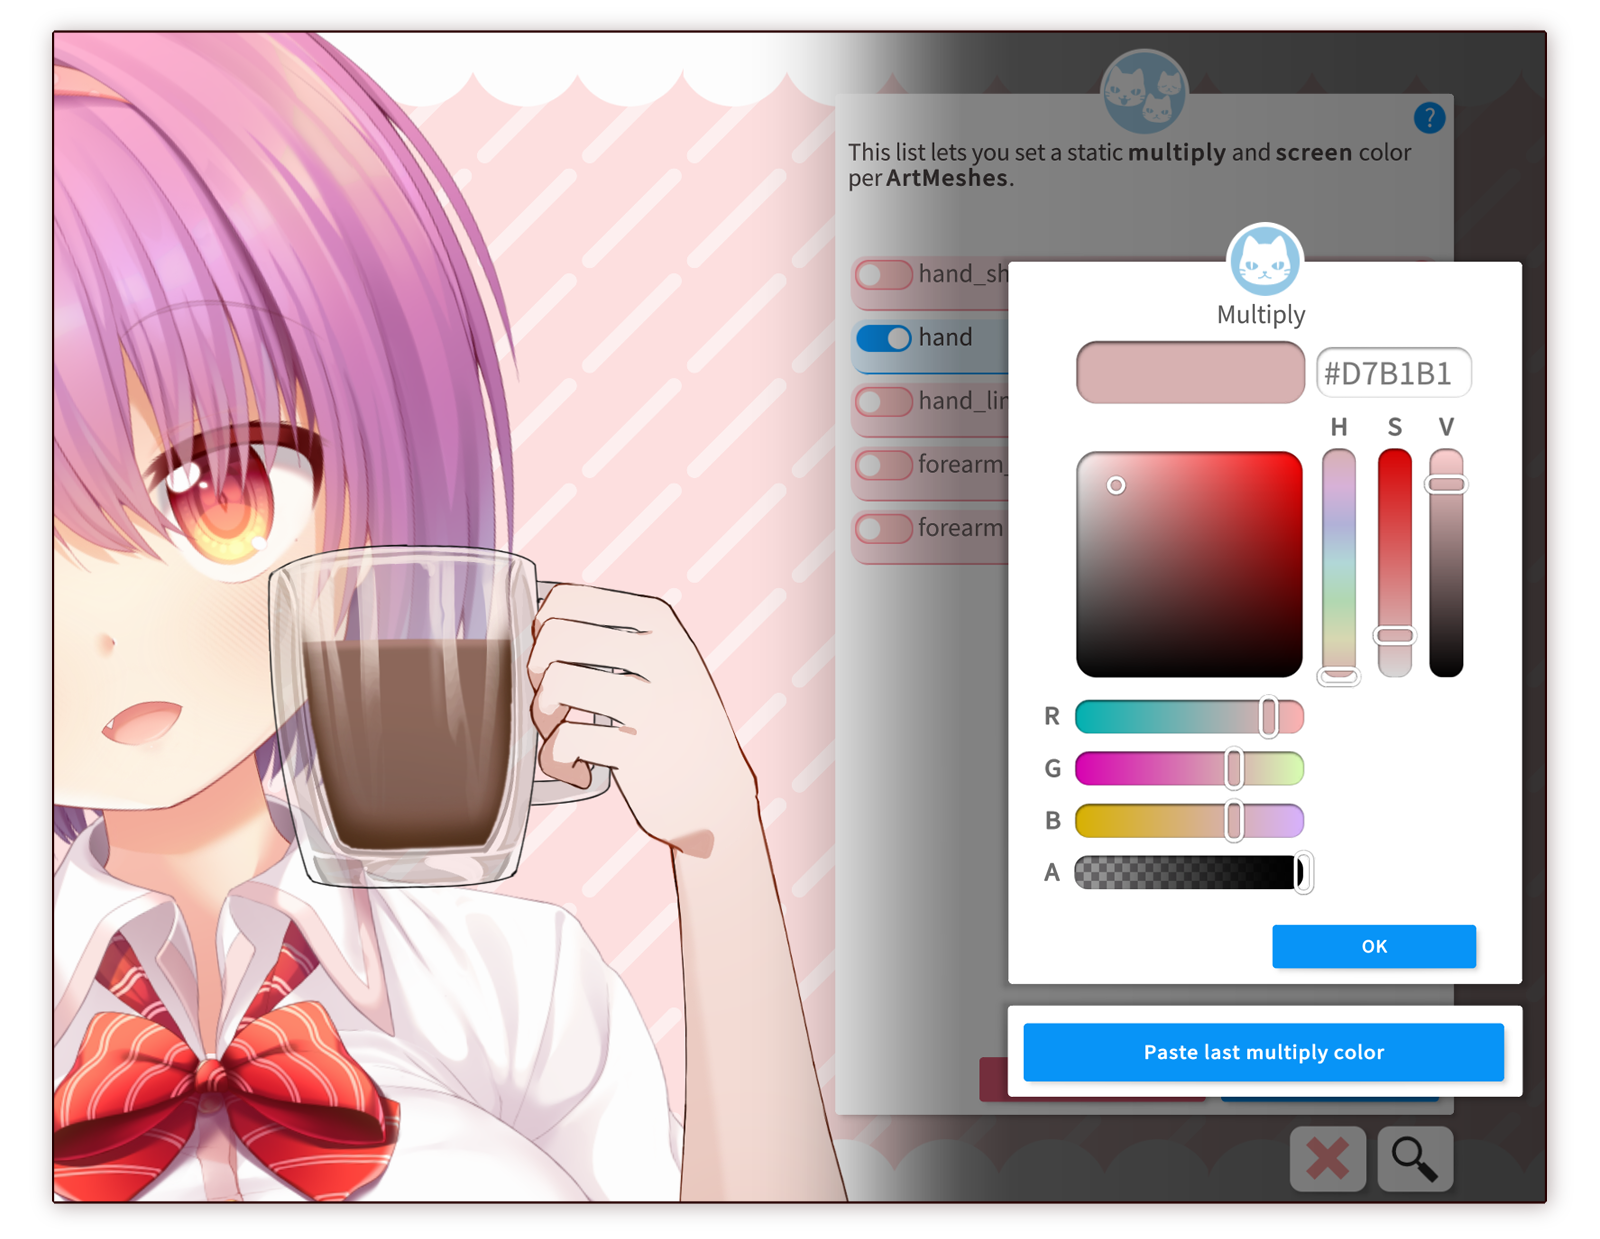 ?
This list lets you set a static multiply and screen color
per ArtMeshes.
hand_sh
hand
hand_lin
forearm_
forearm
Multiply
#D7B1B1
H S V
R
G
B
A
OK
Paste last multiply color